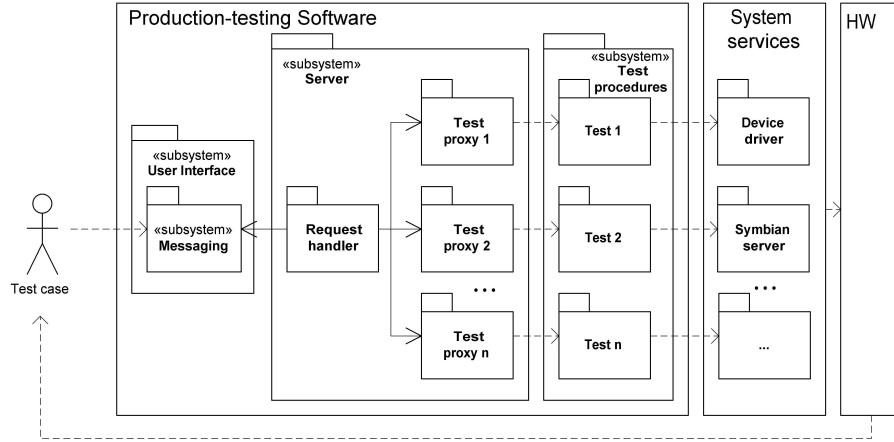 Production-testing Software
System
services
HW
«subsystem»
Server
«subsystem»
Test
procedures
Test
proxy 1
Test 1
Device
driver
«subsystem»
User Interface
«subsystem»
Messaging
Request
handler
Test
proxy 2
Test 2
Symbian
server
Test case
...
...
Test
proxy n
Test n
...